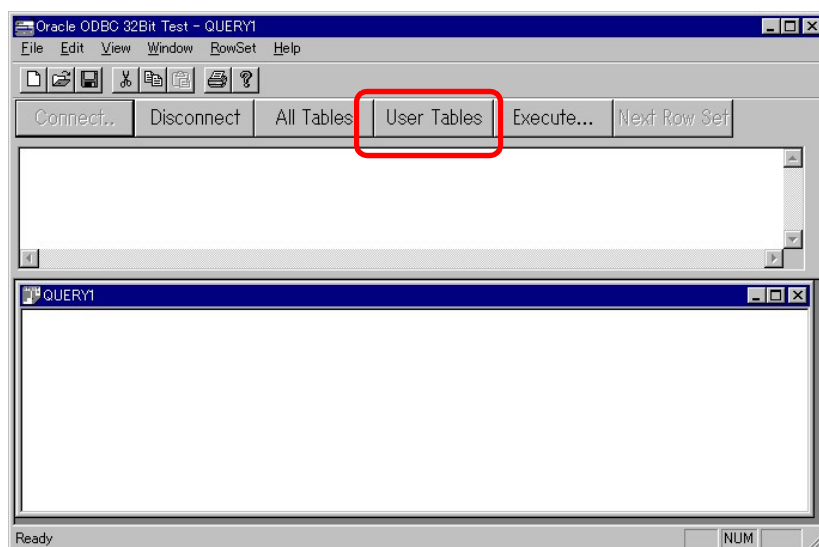 Oracle ODBC 32Bit Test - QUERY1
File Edit View Window RowSet Help
Connect.. Disconnect All Tables User Tables Execute... Next Row Set
QUERY1
Ready NUM